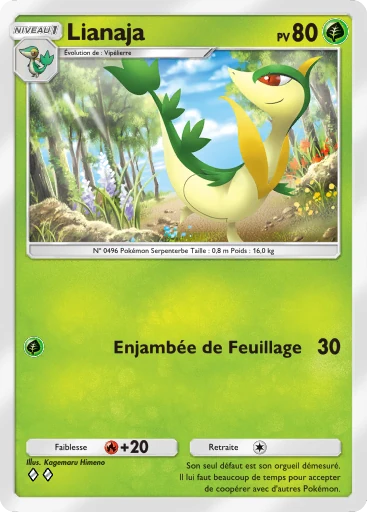 NIVEAU 1
Lianaja
PV 80
Évolution de : Vipélierre
N° 0496 Pokémon Serpenterbe Taille : 0,8 m Poids : 16,0 kg
Enjambée de Feuillage 30
Faiblesse +20
Retraite
Illus. Kagemaru Himeno
Son seul défaut est son orgueil démesuré.
Il lui faut beaucoup de temps pour accepter
de coopérer avec d'autres Pokémon.